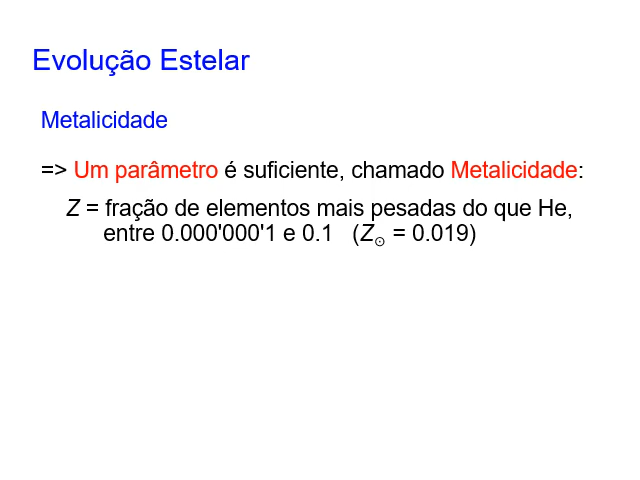 Evolução Estelar
Metalicidade
=> Um parâmetro é suficiente, chamado Metalicidade:
Z = fração de elementos mais pesadas do que He,
entre 0.000'000'1 e 0.1 (Z☉ = 0.019)